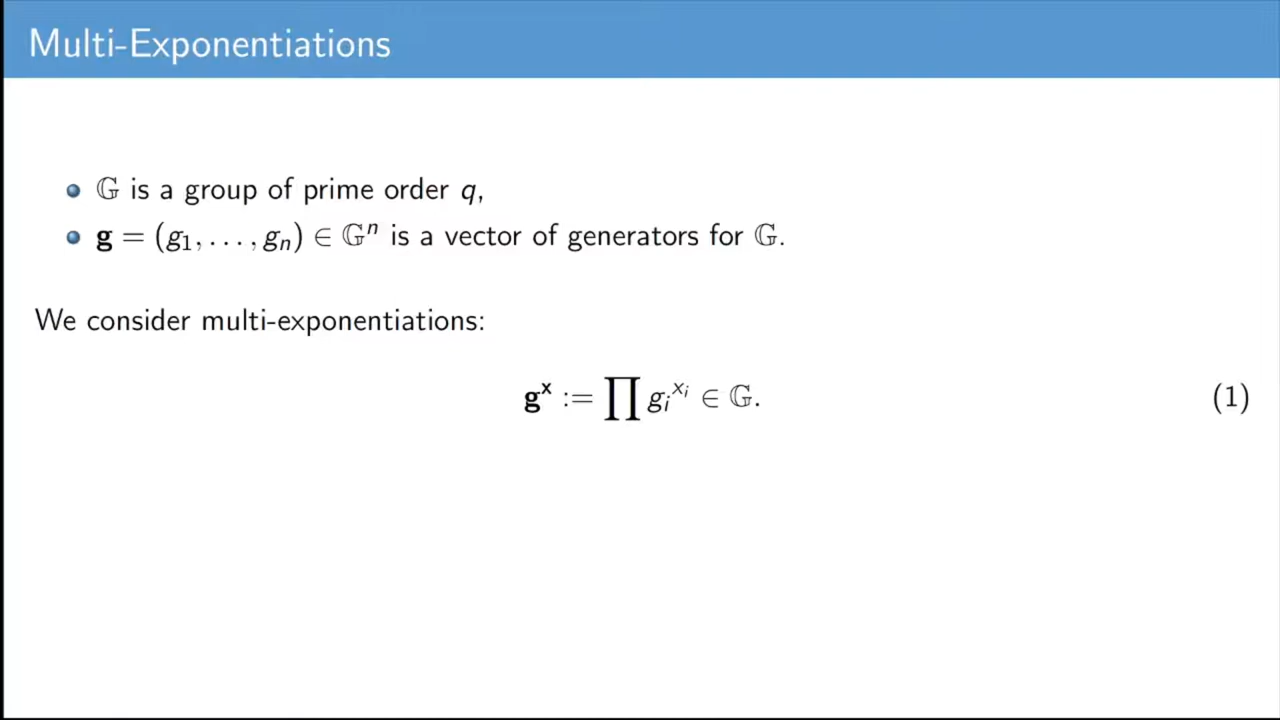 Multi-Exponentiations
• 𝔾 is a group of prime order q,
• g = (g₁, . . . , gₙ) ∈ 𝔾ⁿ is a vector of generators for 𝔾.
We consider multi-exponentiations:
gˣ := ∏ gᵢ^{xᵢ} ∈ 𝔾. (1)